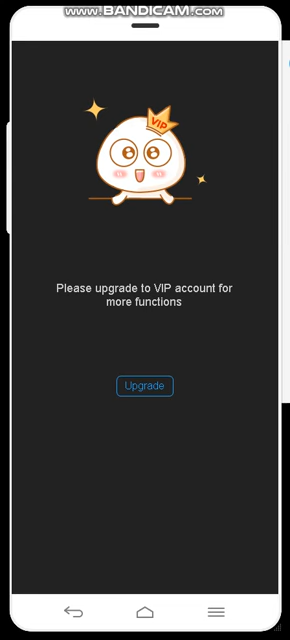 www.BANDICAM.com
VIP
Please upgrade to VIP account for
more functions
Upgrade